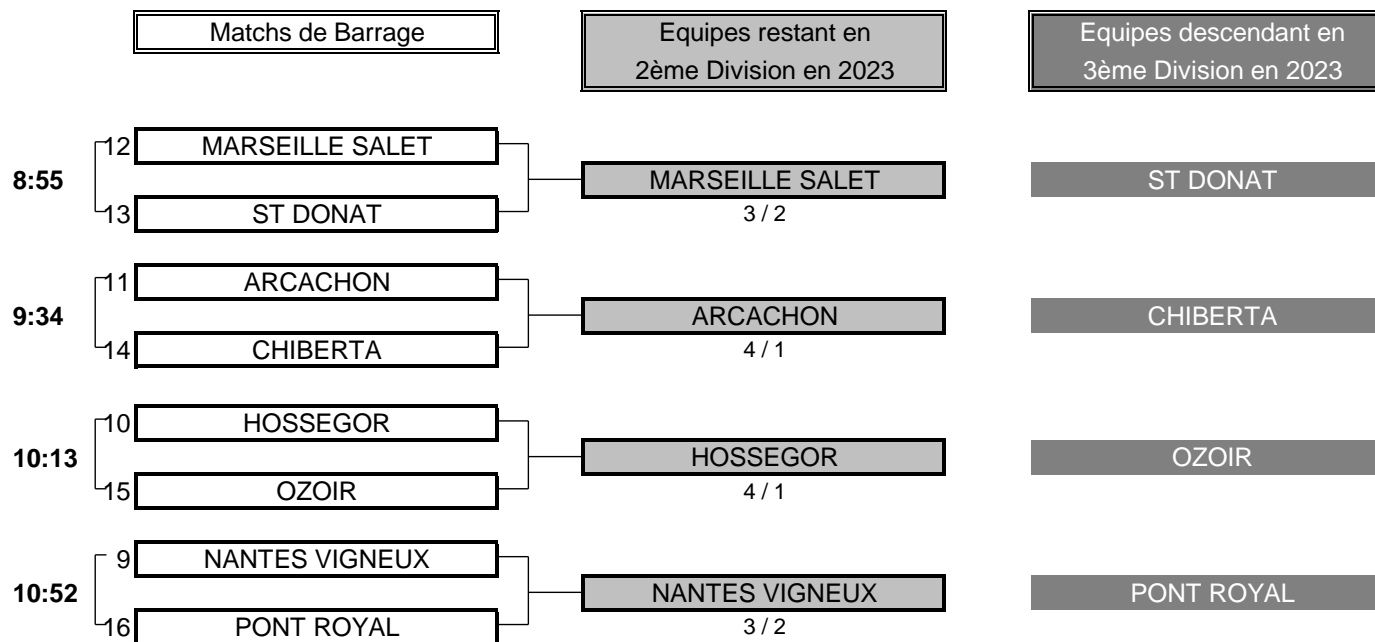 Matchs de Barrage
Equipes restant en
2ème Division en 2023
Equipes descendant en
3ème Division en 2023
8:55
12 MARSEILLE SALET
13 ST DONAT
MARSEILLE SALET
3 / 2
ST DONAT
9:34
11 ARCACHON
14 CHIBERTA
ARCACHON
4 / 1
CHIBERTA
10:13
10 HOSSEGOR
15 OZOIR
HOSSEGOR
4 / 1
OZOIR
10:52
9 NANTES VIGNEUX
16 PONT ROYAL
NANTES VIGNEUX
3 / 2
PONT ROYAL